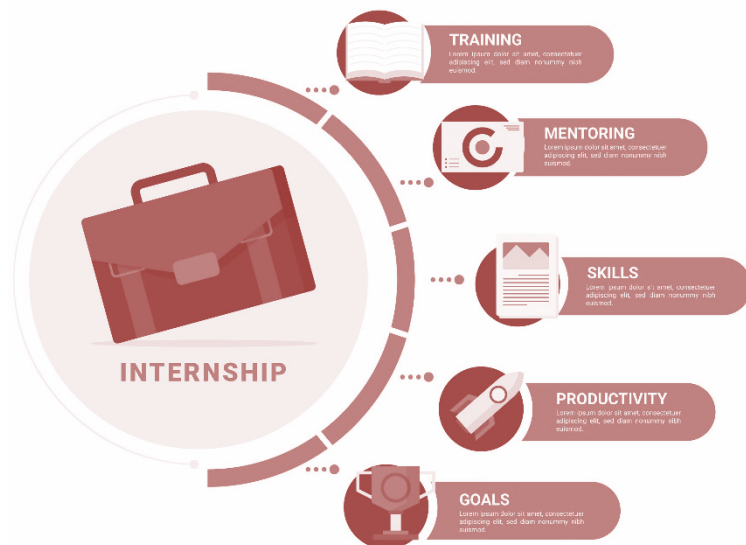 TRAINING
Lorem ipsum dolor sit amet, consectetuer
adipiscing elit, sed diam nonummy nibh
euismod.
MENTORING
Lorem ipsum dolor sit amet, consectetuer
adipiscing elit, sed diam nonummy nibh
euismod.
SKILLS
Lorem ipsum dolor sit amet, consectetuer
adipiscing elit, sed diam nonummy nibh
euismod.
INTERNSHIP
PRODUCTIVITY
Lorem ipsum dolor sit amet, consectetuer
adipiscing elit, sed diam nonummy nibh
euismod.
GOALS
Lorem ipsum dolor sit amet, consectetuer
adipiscing elit, sed diam nonummy nibh
euismod.